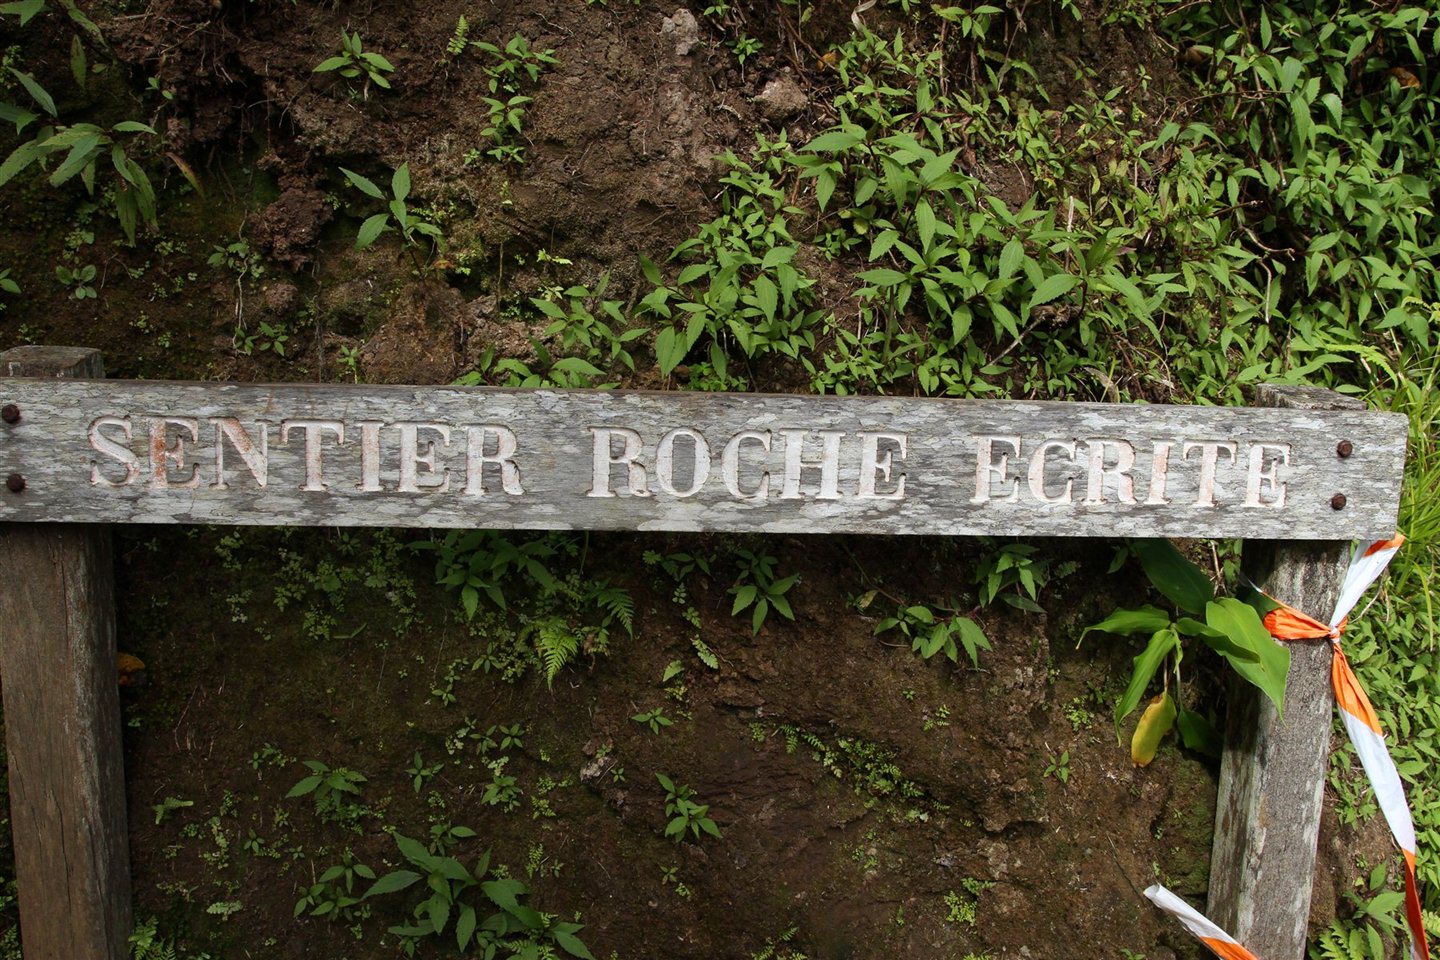 SENTIER ROCHE ECRITE